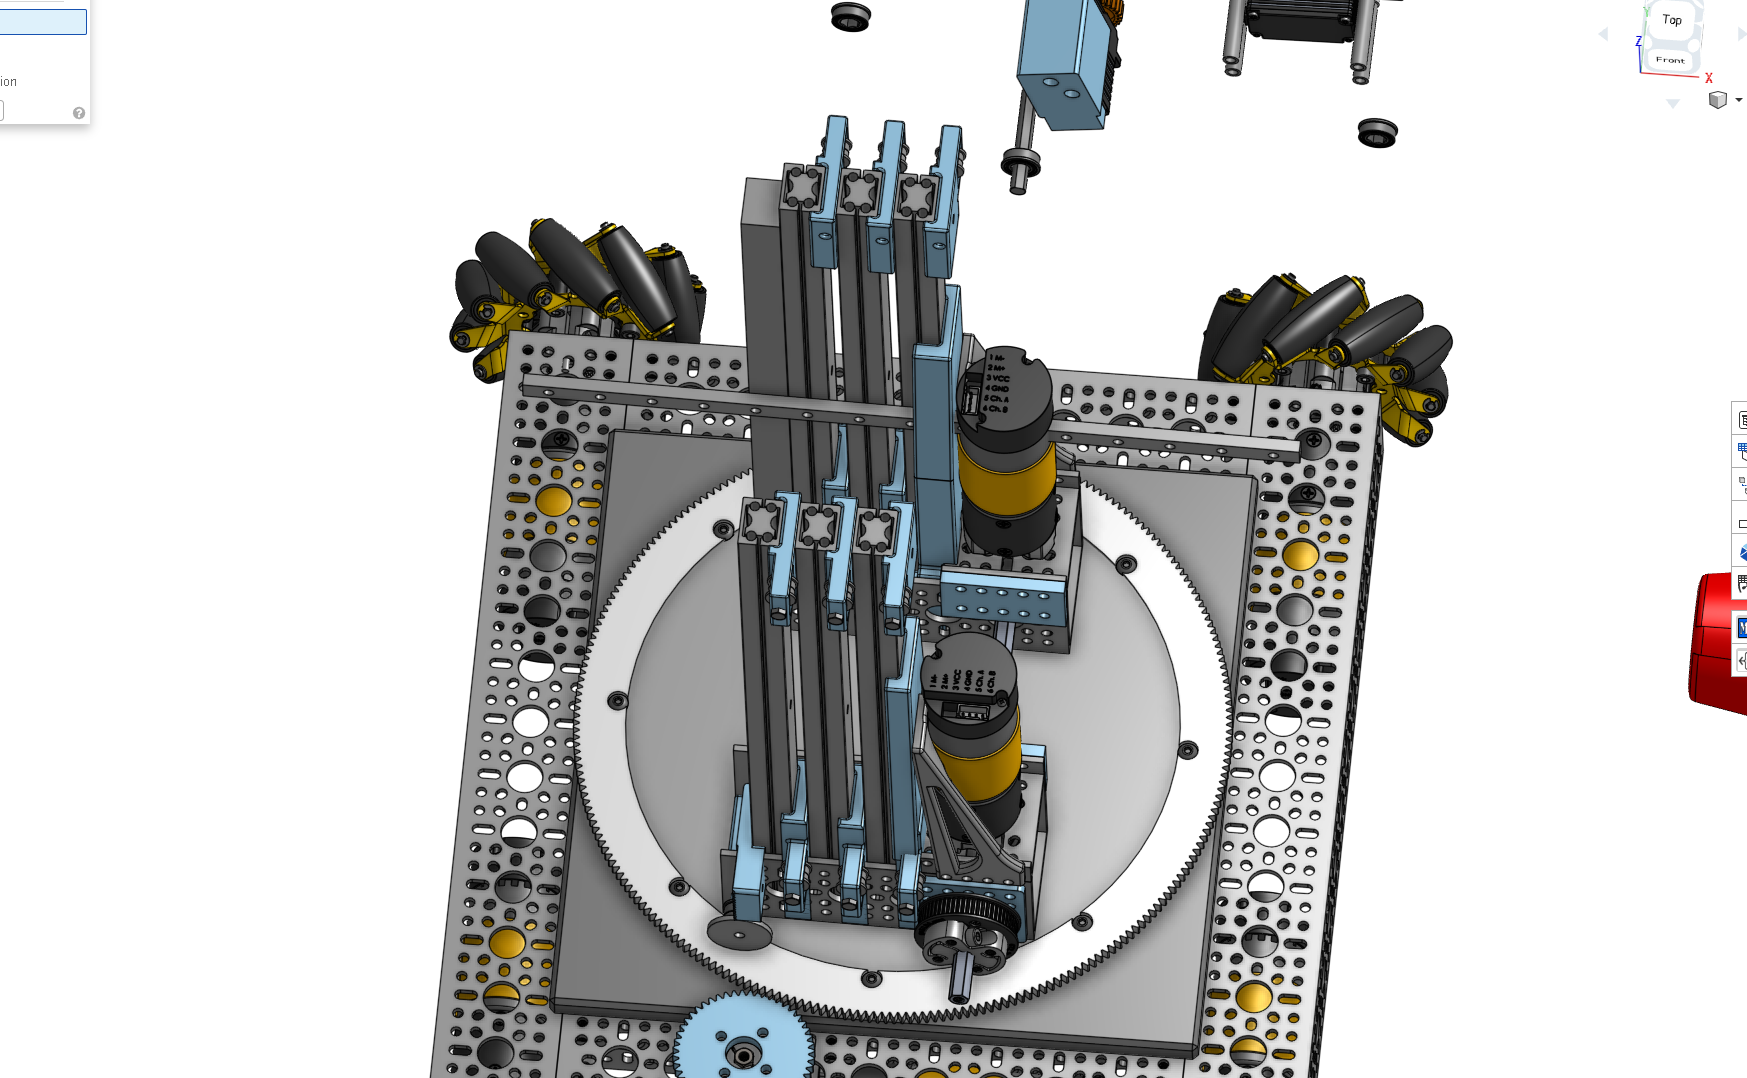 ion
Top
Front
Z
X
1 M-
2 M+
3 VCC
4 GND
5 Ch. A
6 Ch. B
1 M-
2 M+
3 VCC
4 GND
5 Ch. A
6 Ch. B